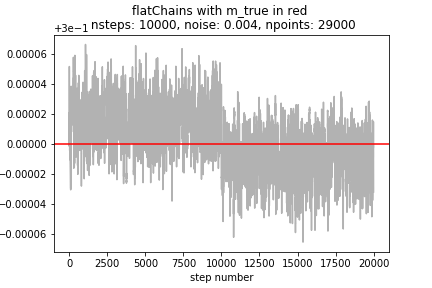 flatChains with m_true in red
+3e−1
nsteps: 10000, noise: 0.004, npoints: 29000
0.00006
0.00004
0.00002
0.00000
−0.00002
−0.00004
−0.00006
0 2500 5000 7500 10000 12500 15000 17500 20000
step number